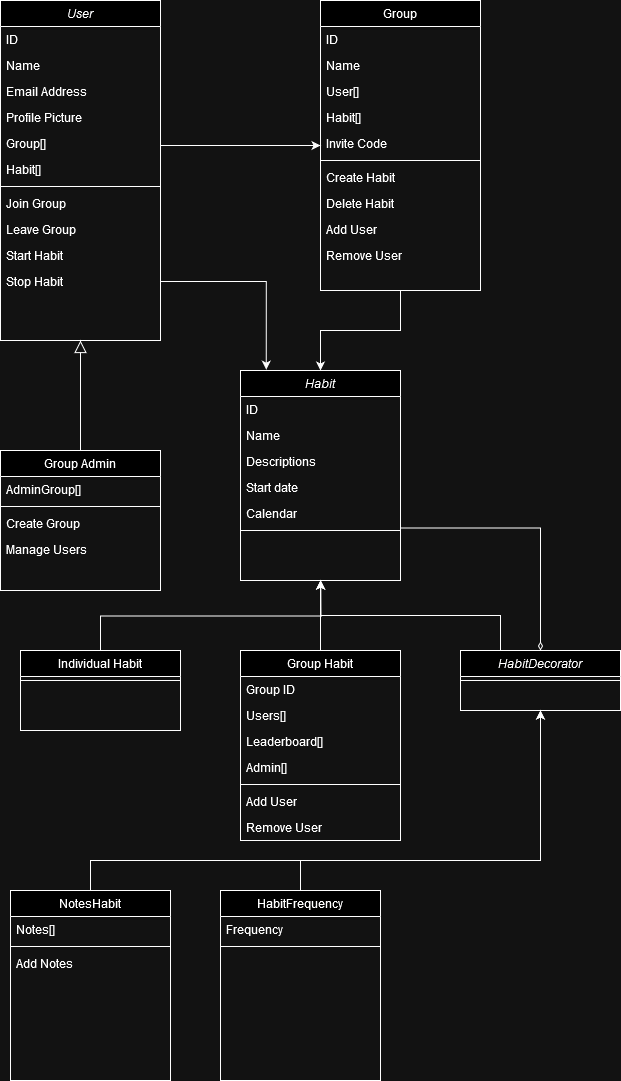 User
ID
Name
Email Address
Profile Picture
Group[]
Habit[]
Join Group
Leave Group
Start Habit
Stop Habit
Group
ID
Name
User[]
Habit[]
Invite Code
Create Habit
Delete Habit
Add User
Remove User
Habit
ID
Name
Descriptions
Start date
Calendar
Group Admin
AdminGroup[]
Create Group
Manage Users
Individual Habit
Group Habit
Group ID
Users[]
Leaderboard[]
Admin[]
Add User
Remove User
HabitDecorator
NotesHabit
Notes[]
Add Notes
HabitFrequency
Frequency